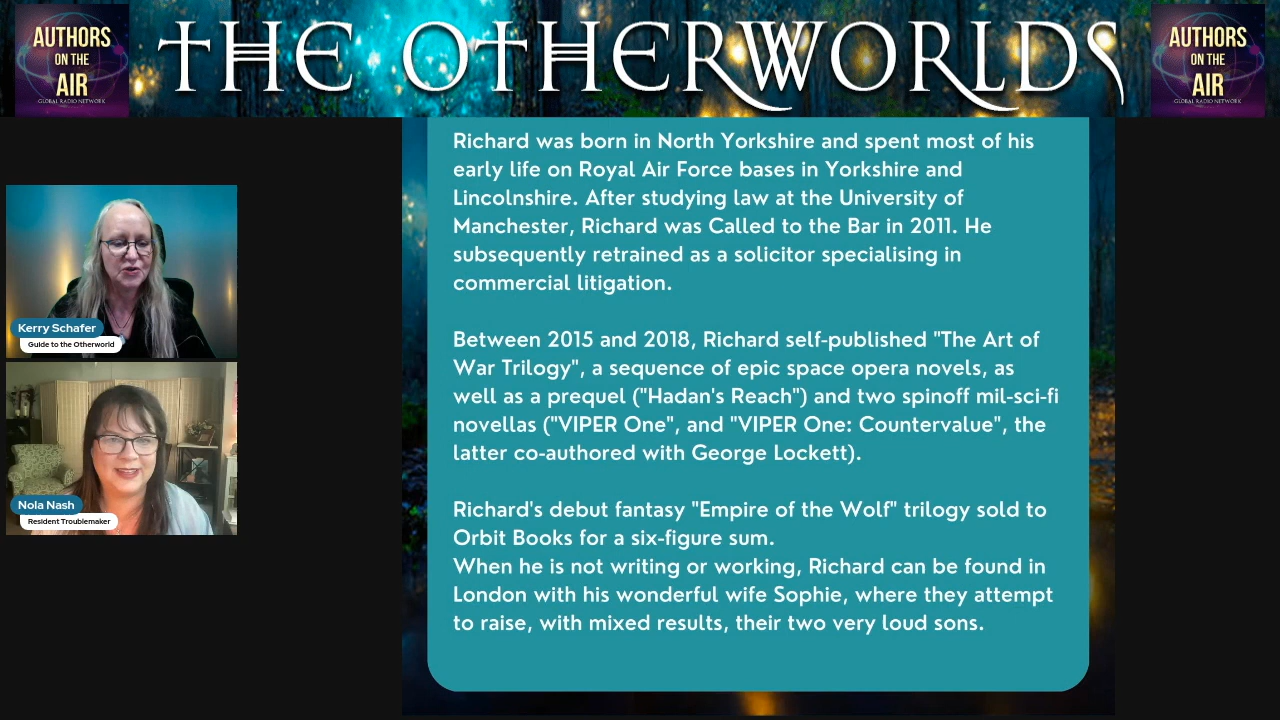 AUTHORS
ON THE
AIR
GLOBAL RADIO NETWORK
THE OTHERWORLDS
AUTHORS
ON THE
AIR
GLOBAL RADIO NETWORK
Richard was born in North Yorkshire and spent most of his
early life on Royal Air Force bases in Yorkshire and
Lincolnshire. After studying law at the University of
Manchester, Richard was Called to the Bar in 2011. He
subsequently retrained as a solicitor specialising in
commercial litigation.
Between 2015 and 2018, Richard self-published "The Art of
War Trilogy", a sequence of epic space opera novels, as
well as a prequel ("Hadan's Reach") and two spinoff mil-sci-fi
novellas ("VIPER One", and "VIPER One: Countervalue", the
latter co-authored with George Lockett).
Richard's debut fantasy "Empire of the Wolf" trilogy sold to
Orbit Books for a six-figure sum.
When he is not writing or working, Richard can be found in
London with his wonderful wife Sophie, where they attempt
to raise, with mixed results, their two very loud sons.
Kerry Schafer
Guide to the Otherworld
Nola Nash
Resident Troublemaker